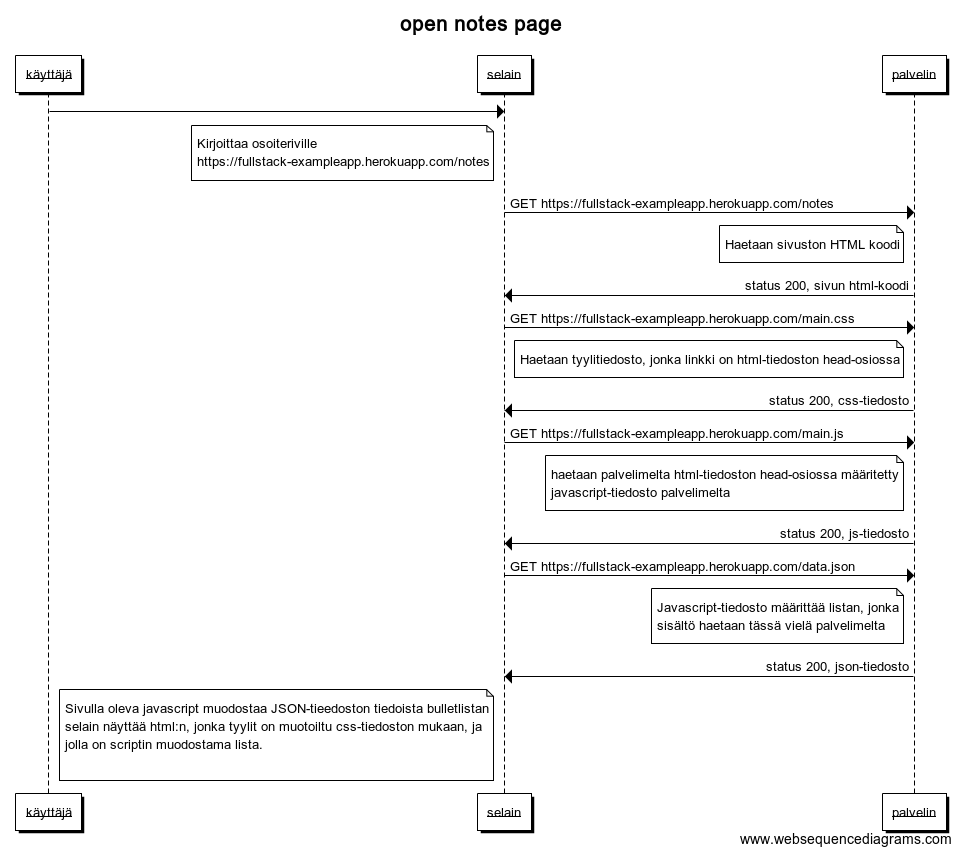 open notes page
käyttäjä
selain
palvelin
Kirjoittaa osoiteriville
https://fullstack-exampleapp.herokuapp.com/notes
GET https://fullstack-exampleapp.herokuapp.com/notes
Haetaan sivuston HTML koodi
status 200, sivun html-koodi
GET https://fullstack-exampleapp.herokuapp.com/main.css
Haetaan tyylitiedosto, jonka linkki on html-tiedoston head-osiossa
status 200, css-tiedosto
GET https://fullstack-exampleapp.herokuapp.com/main.js
haetaan palvelimelta html-tiedoston head-osiossa määritetty
javascript-tiedosto palvelimelta
status 200, js-tiedosto
GET https://fullstack-exampleapp.herokuapp.com/data.json
Javascript-tiedosto määrittää listan, jonka
sisältö haetaan tässä vielä palvelimelta
status 200, json-tiedosto
Sivulla oleva javascript muodostaa JSON-tieedoston tiedoista bulletlistan
selain näyttää html:n, jonka tyylit on muotoiltu css-tiedoston mukaan, ja
jolla on scriptin muodostama lista.
käyttäjä
selain
palvelin
www.websequencediagrams.com